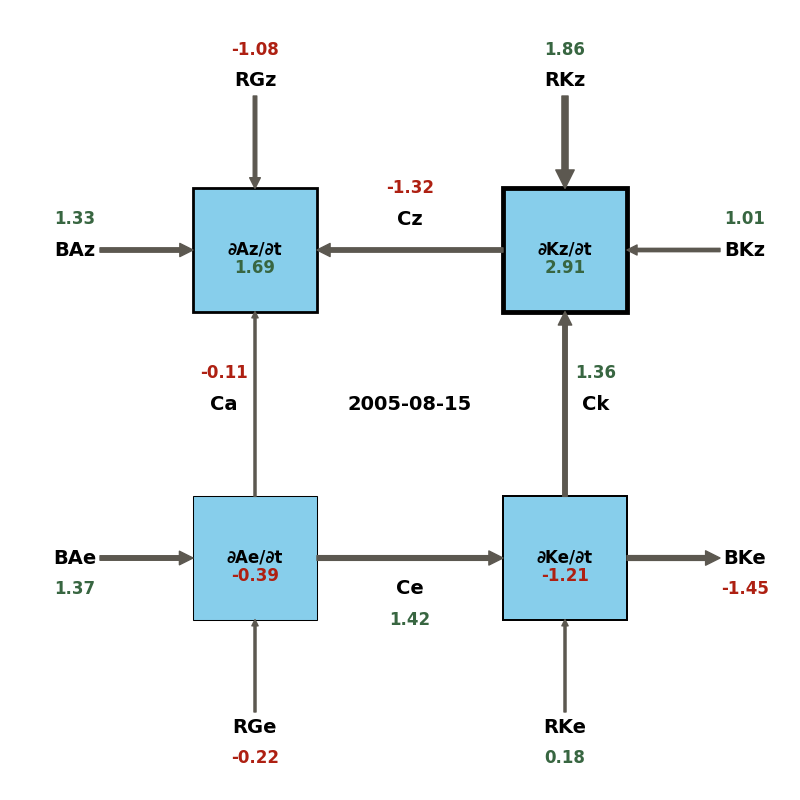 -1.08
1.86
RGz
RKz
-1.32
1.33
Cz
1.01
BAz
∂Az/∂t
1.69
∂Kz/∂t
2.91
BKz
-0.11
1.36
Ca
2005-08-15
Ck
BAe
∂Ae/∂t
-0.39
∂Ke/∂t
-1.21
BKe
1.37
Ce
-1.45
1.42
RGe
RKe
-0.22
0.18